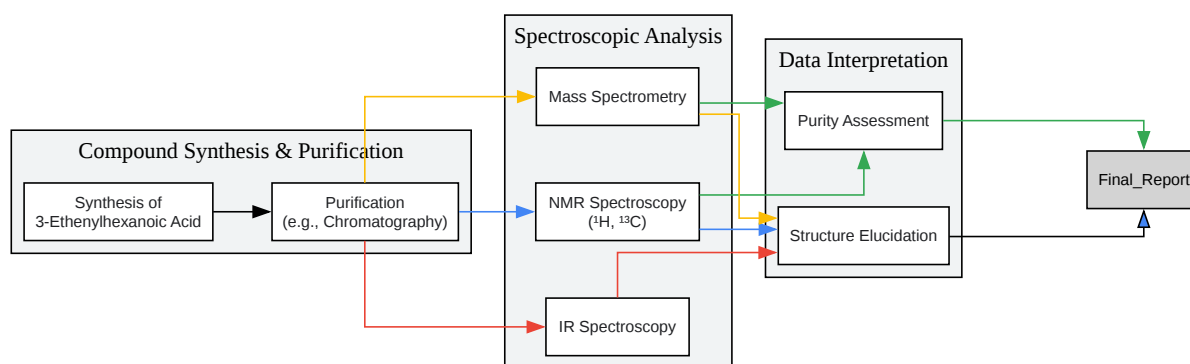 Compound Synthesis & Purification
Synthesis of
3-Ethenylhexanoic Acid
Purification
(e.g., Chromatography)
Spectroscopic Analysis
Mass Spectrometry
NMR Spectroscopy
(¹H, ¹³C)
IR Spectroscopy
Data Interpretation
Purity Assessment
Structure Elucidation
Final_Report